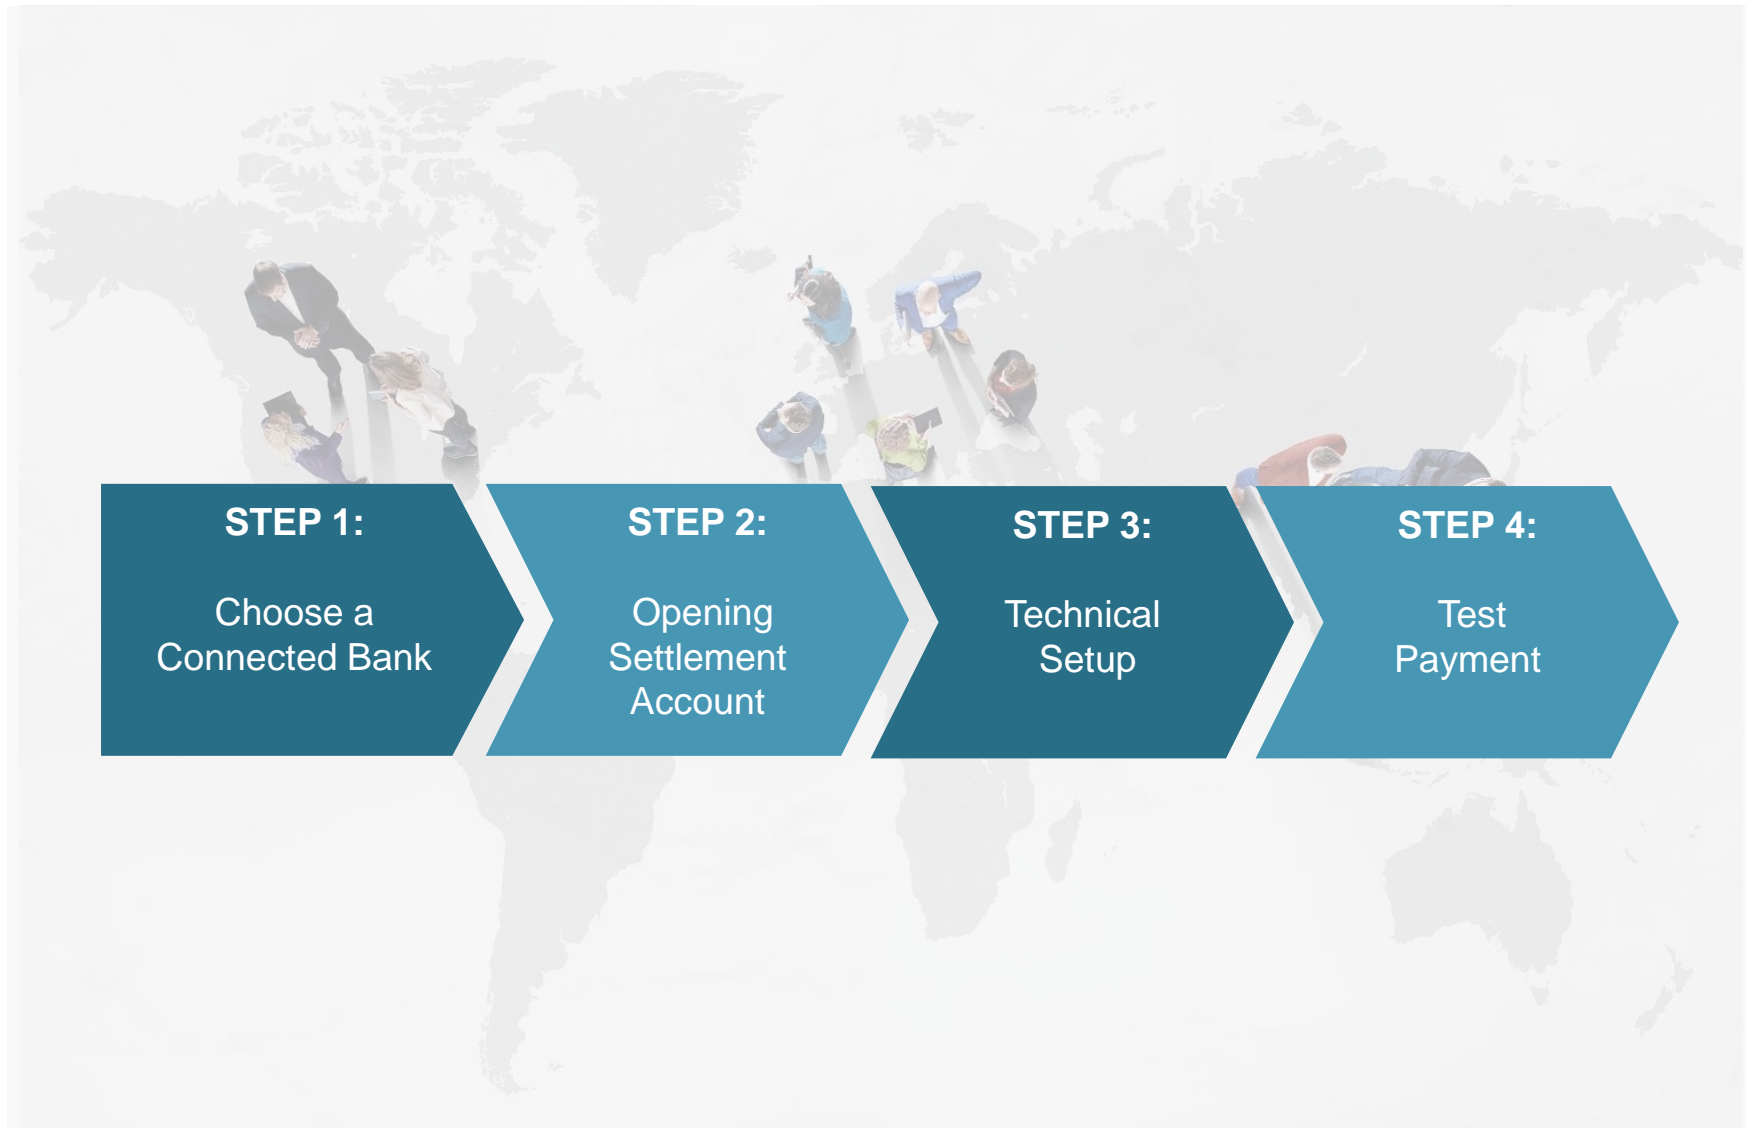 STEP 1:
Choose a
Connected Bank
STEP 2:
Opening
Settlement
Account
STEP 3:
Technical
Setup
STEP 4:
Test
Payment